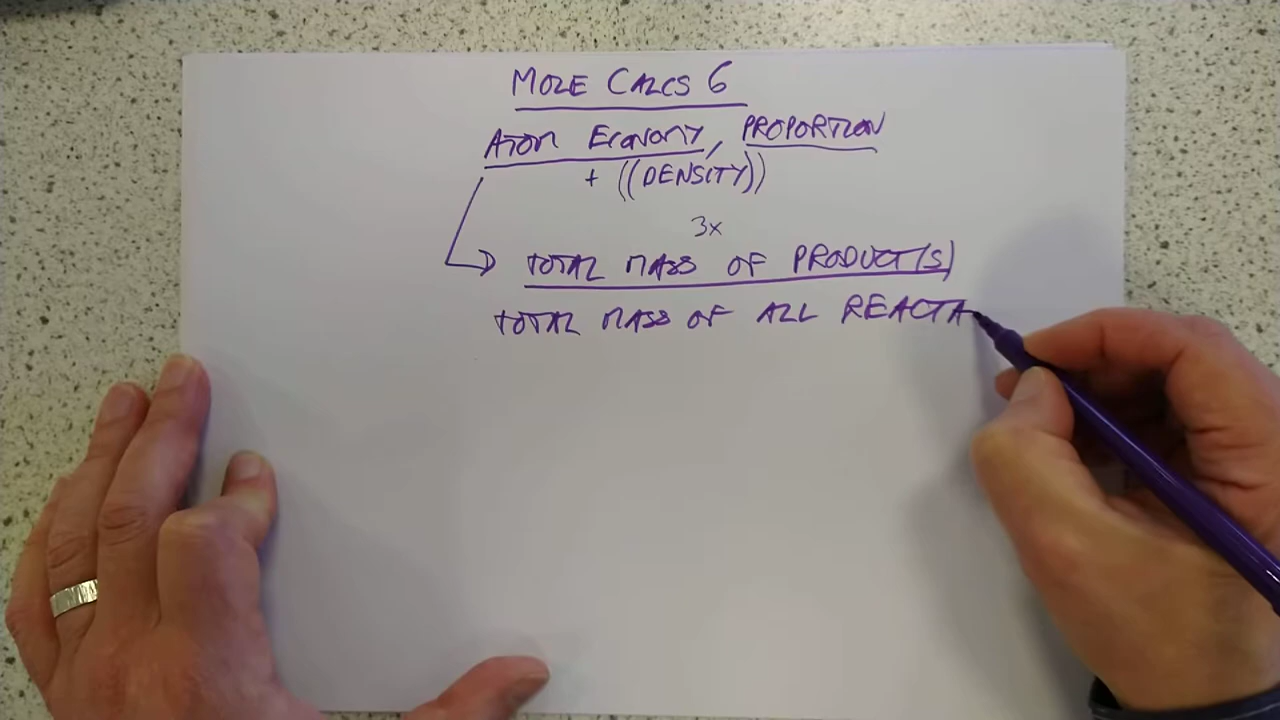 MOLE CALCS 6
ATOM ECONOMY, PROPORTION
+ ((DENSITY))
3x
TOTAL MASS OF PRODUCT(S)
TOTAL MASS OF ALL REACTA